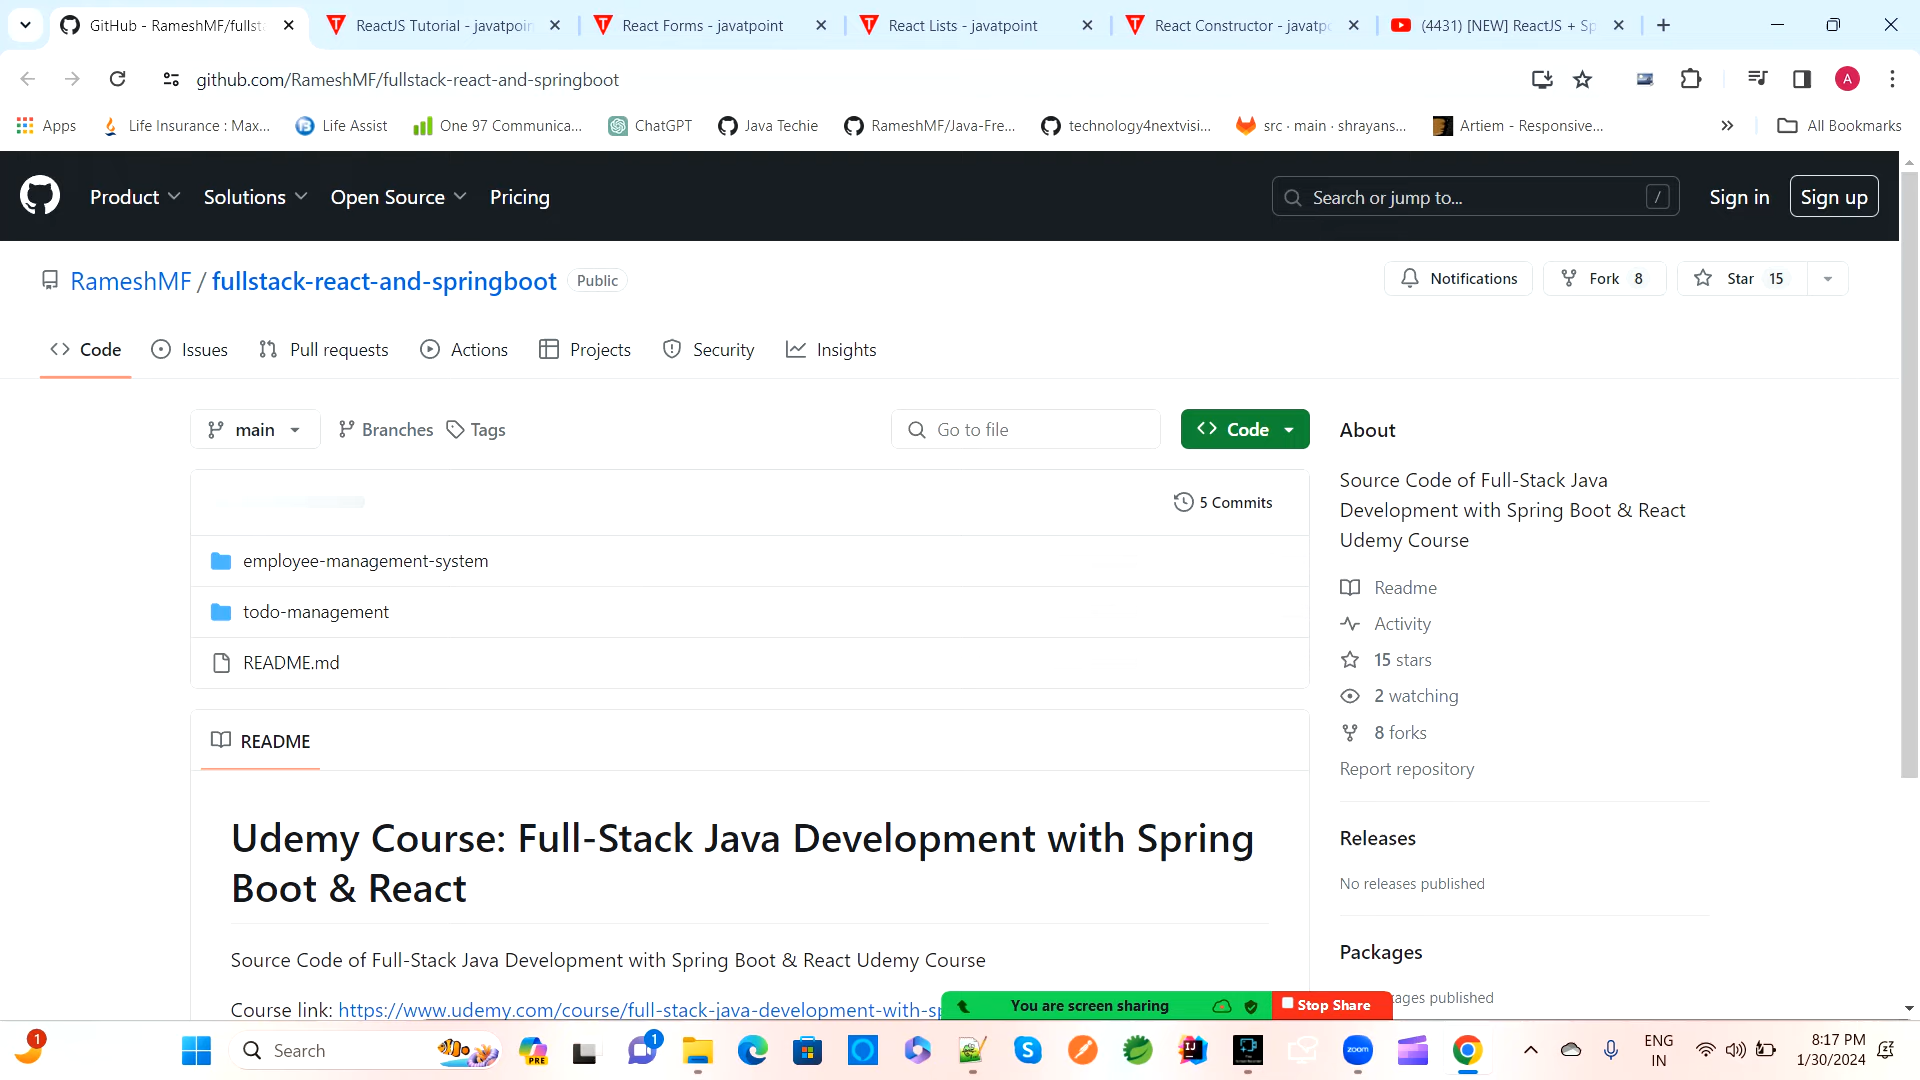 GitHub - RameshMF/fullsta
ReactJS Tutorial - javatpoin
React Forms - javatpoint
React Lists - javatpoint
React Constructor - javatpo
(4431) [NEW] ReactJS + Sp
github.com/RameshMF/fullstack-react-and-springboot
A
Apps
Life Insurance : Max...
Life Assist
One 97 Communica...
ChatGPT
Java Techie
RameshMF/Java-Fre...
technology4nextvisi...
src · main · shrayans...
Artiem - Responsive...
All Bookmarks
Product
Solutions
Open Source
Pricing
Search or jump to...
/
Sign in
Sign up
RameshMF / fullstack-react-and-springboot
Public
Notifications
Fork 8
Star 15
Code
Issues
Pull requests
Actions
Projects
Security
Insights
main
Branches
Tags
Go to file
Code
5 Commits
employee-management-system
todo-management
README.md
README
Udemy Course: Full-Stack Java Development with Spring
Boot & React
Source Code of Full-Stack Java Development with Spring Boot & React Udemy Course
Course link: https://www.udemy.com/course/full-stack-java-development-with-sp
About
Source Code of Full-Stack Java
Development with Spring Boot & React
Udemy Course
Readme
Activity
15 stars
2 watching
8 forks
Report repository
Releases
No releases published
Packages
kages published
You are screen sharing
Stop Share
1
Search
PRE
1
zoom
ENG
IN
8:17 PM
1/30/2024